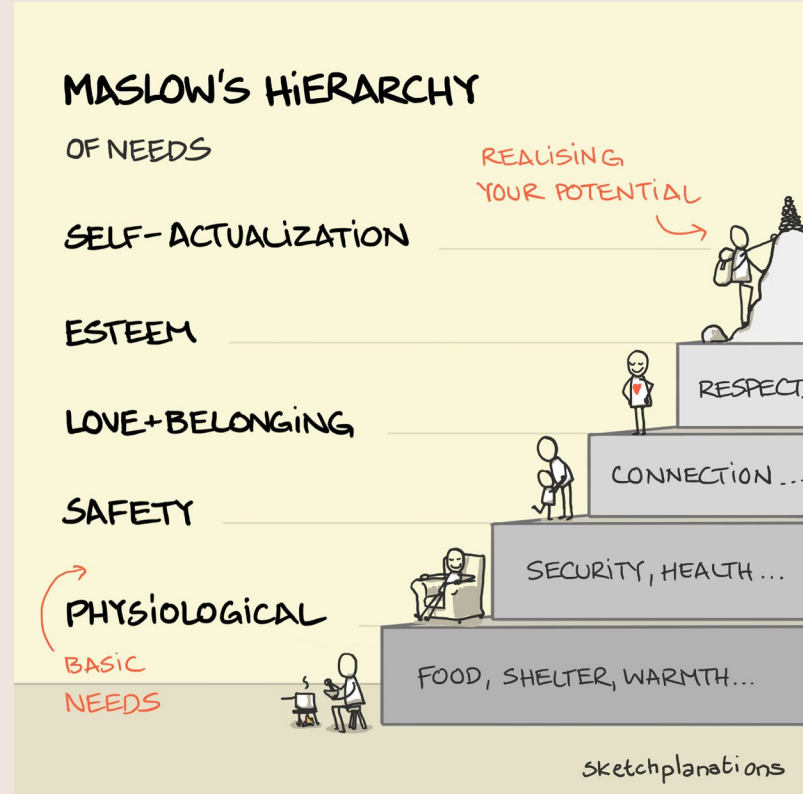 MASLOW'S HiERARCHY
OF NEEDS
REALiSiNG
YOUR POTENTiAL
SELF-ACTUALiZATiON
ESTEEM
RESPECT
LOVE+BELONGiNG
CONNECTiON...
SAFETY
SECURiTY, HEALTH...
PHYSiOLOGiCAL
BASiC
NEEDS
FOOD, SHELTER, WARMTH...
sketchplanations